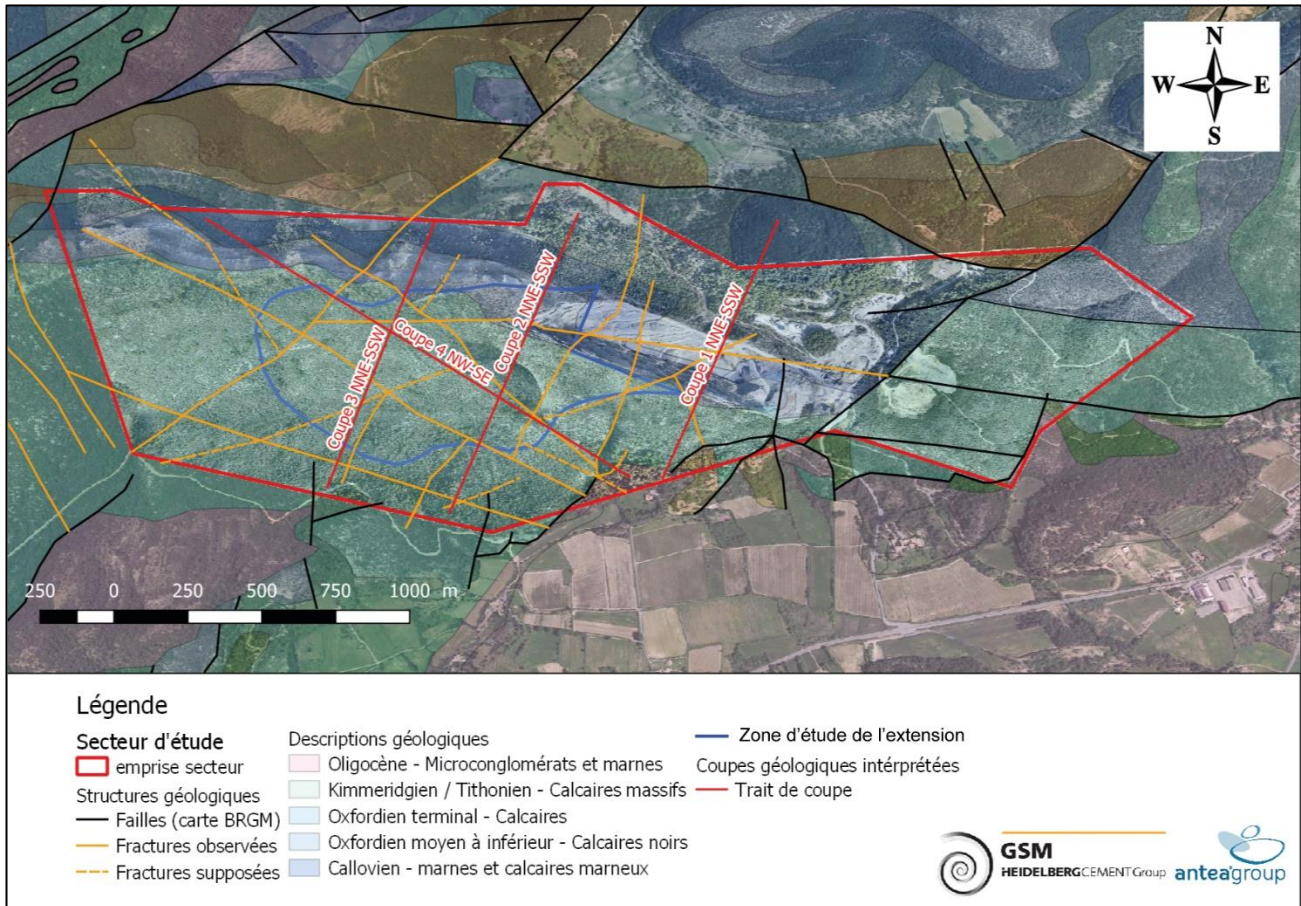 N
W E
S
Coupe 3 NNE-SSW
Coupe 4 NW-SE
Coupe 2 NNE-SSW
Coupe 1 NNE-SSW
250 0 250 500 750 1000 m
Légende
Secteur d'étude
emprise secteur
Structures géologiques
Failles (carte BRGM)
Fractures observées
Fractures supposées
Descriptions géologiques
Oligocène - Microconglomérats et marnes
Kimmeridgien / Tithonien - Calcaires massifs
Oxfordien terminal - Calcaires
Oxfordien moyen à inférieur - Calcaires noirs
Callovien - marnes et calcaires marneux
Zone d'étude de l'extension
Coupes géologiques intérprétées
Trait de coupe
GSM
HEIDELBERGCEMENTGroup
anteagroup